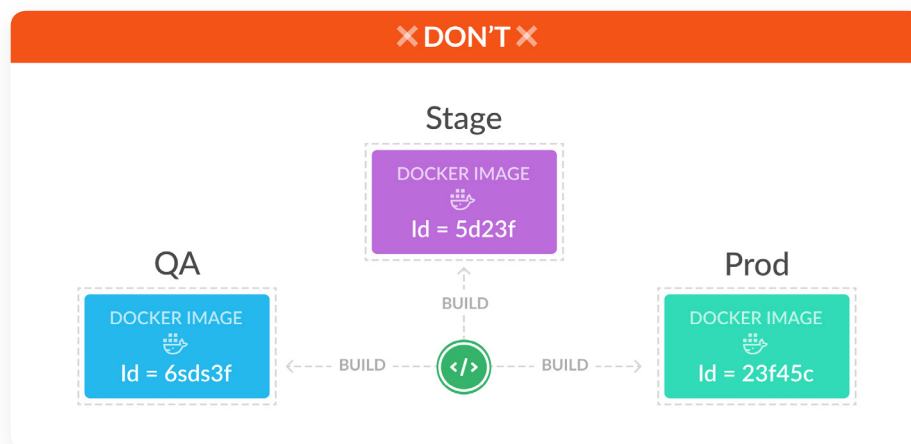 ✕ DON'T ✕
Stage
DOCKER IMAGE
Id = 5d23f
QA
Prod
BUILD
DOCKER IMAGE
DOCKER IMAGE
Id = 6sds3f
BUILD
</>
BUILD
Id = 23f45c